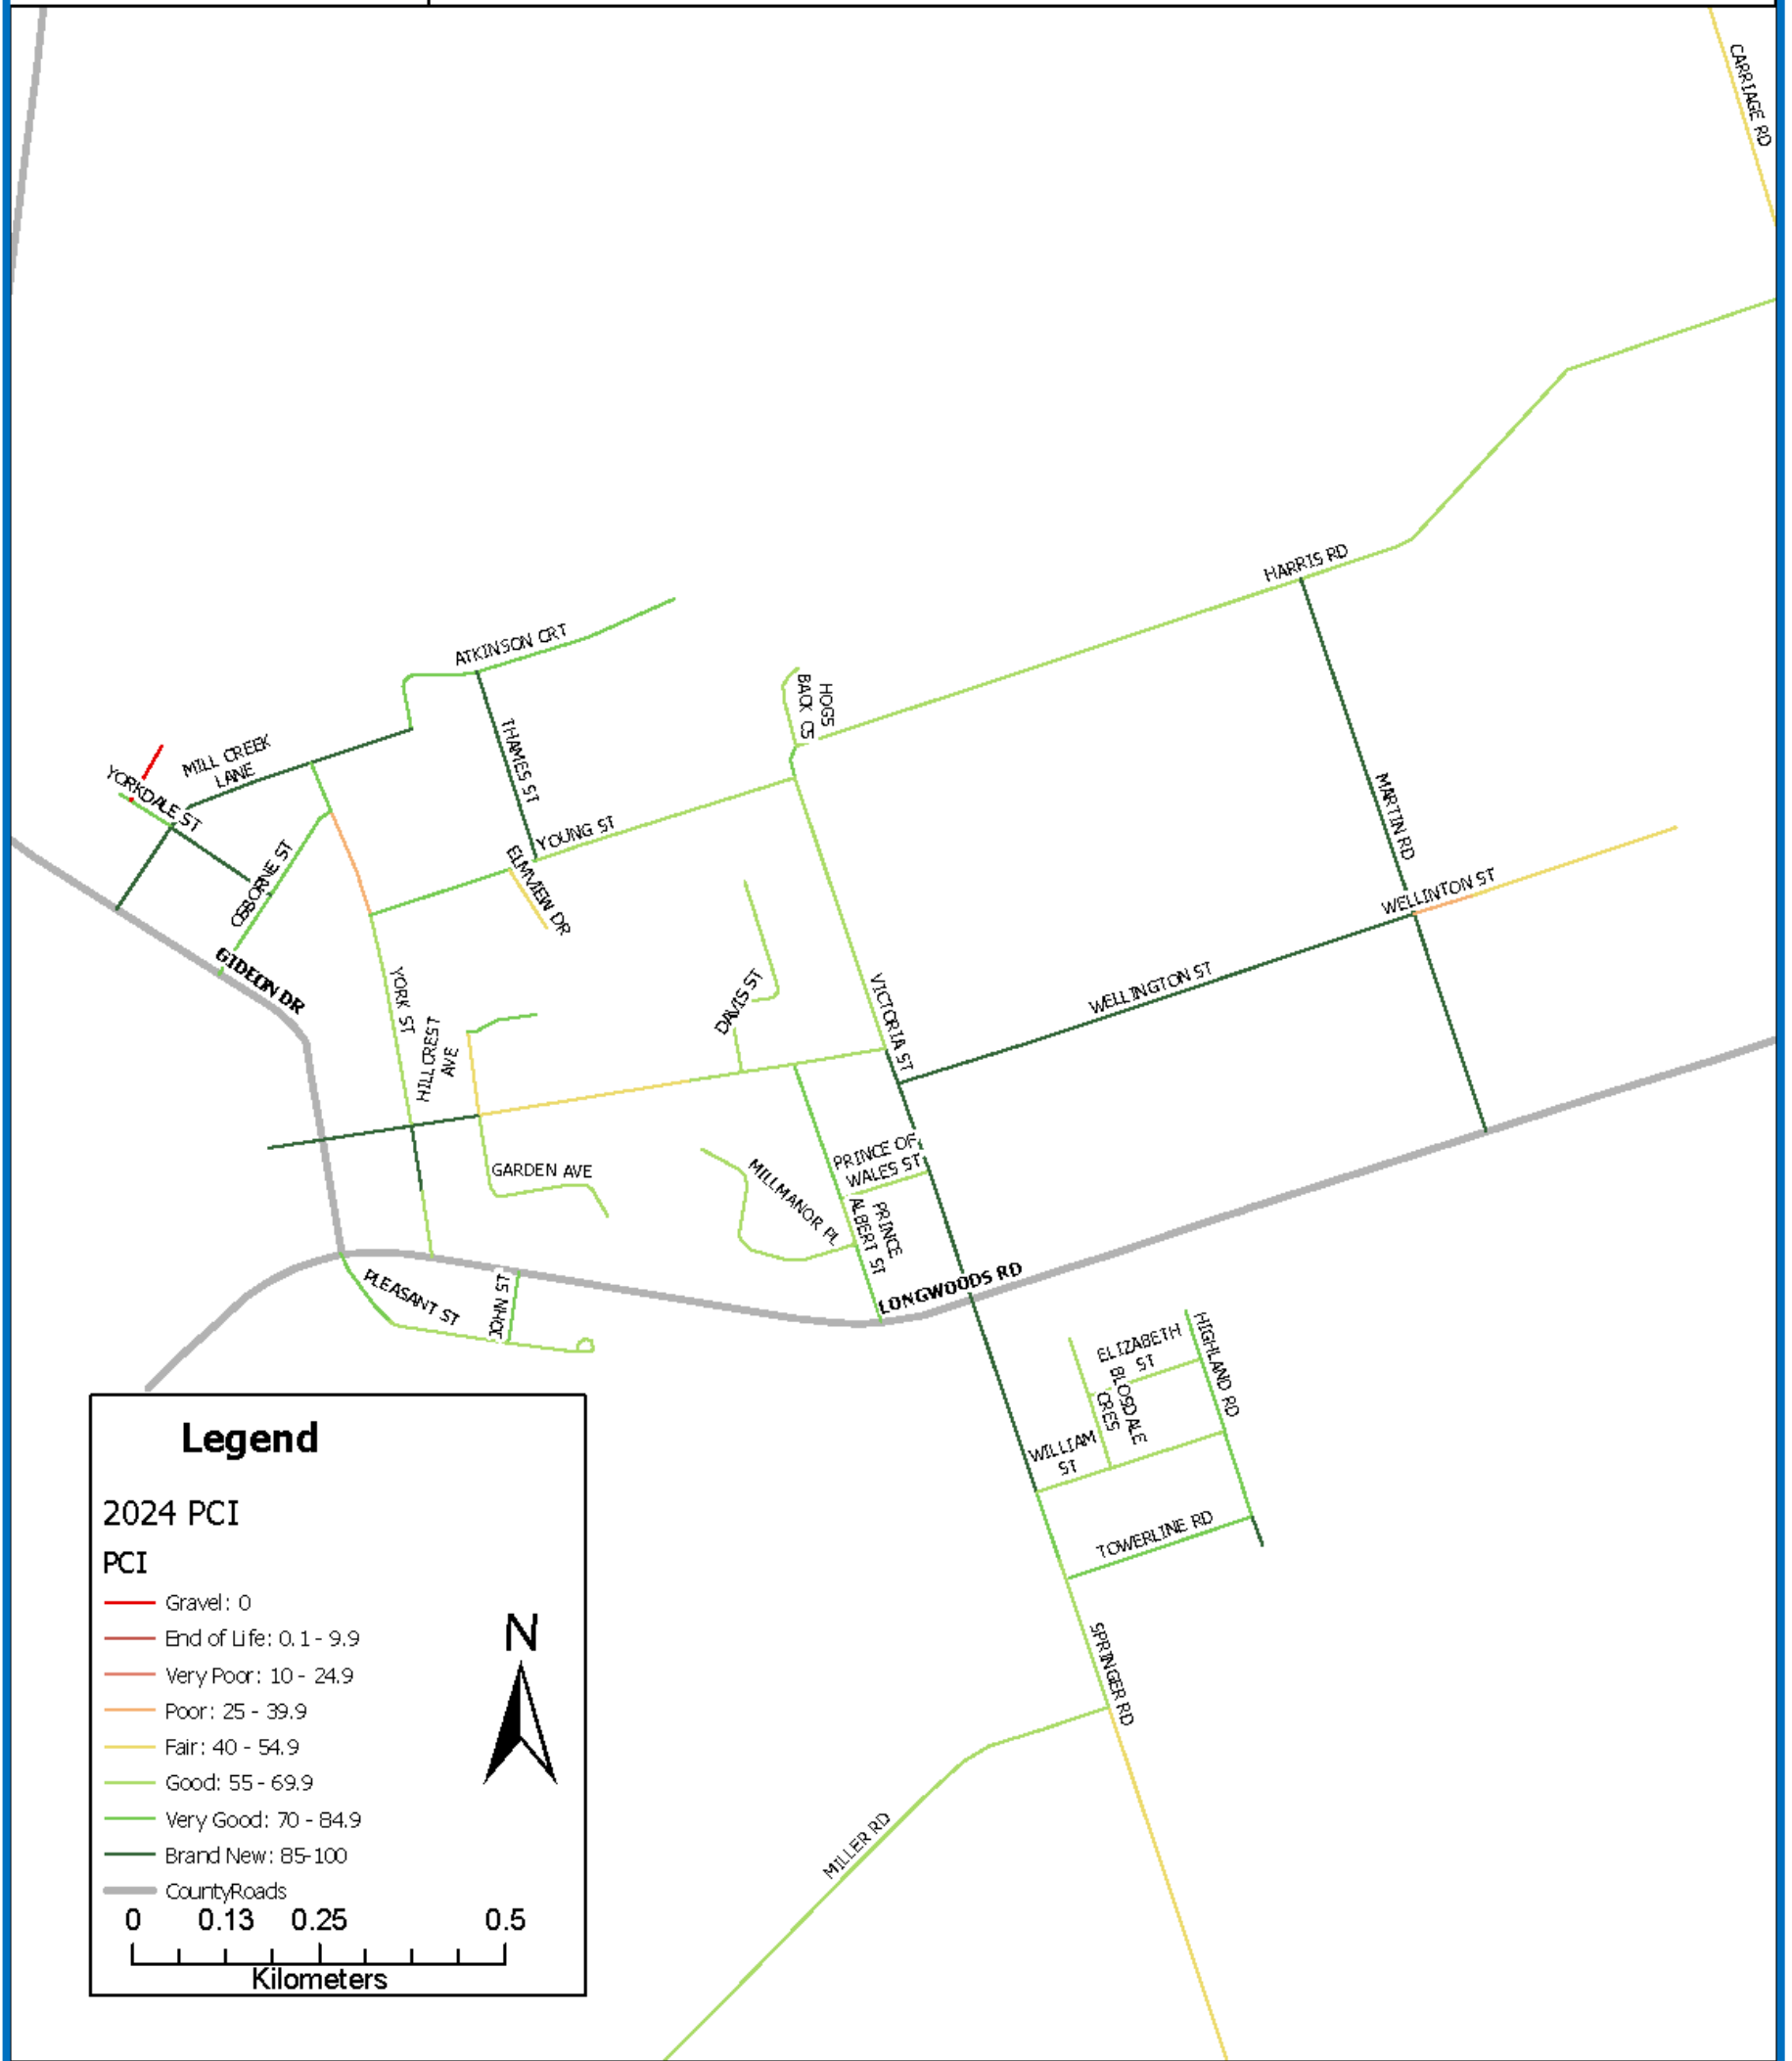 CARRIAGE RD
HARRIS RD
ATKINSON CRT
HOGS
BACK CS
THAMES ST
MILL CREEK
LANE
YORKDALE ST
YOUNG ST
MARTIN RD
ELMVIEW DR
OSBORNE ST
WELLINTON ST
GIDEON DR
YORK ST
DAVIS ST
VICTORIA ST
WELLINGTON ST
HILLCREST
AVE
GARDEN AVE
PRINCE OF
WALES ST
MILLMANOR PL
PRINCE
ALBERT ST
LONGWOODS RD
PLEASANT ST
JOHN ST
ELIZABETH
ST
HIGHLAND RD
BLOSDALE
CRES
WILLIAM
ST
TOWERLINE RD
SPRINGER RD
MILLER RD
Legend
2024 PCI
PCI
Gravel: 0
End of Life: 0.1 - 9.9
Very Poor: 10 - 24.9
Poor: 25 - 39.9
Fair: 40 - 54.9
Good: 55 - 69.9
Very Good: 70 - 84.9
Brand New: 85-100
CountyRoads
N
0 0.13 0.25 0.5
Kilometers